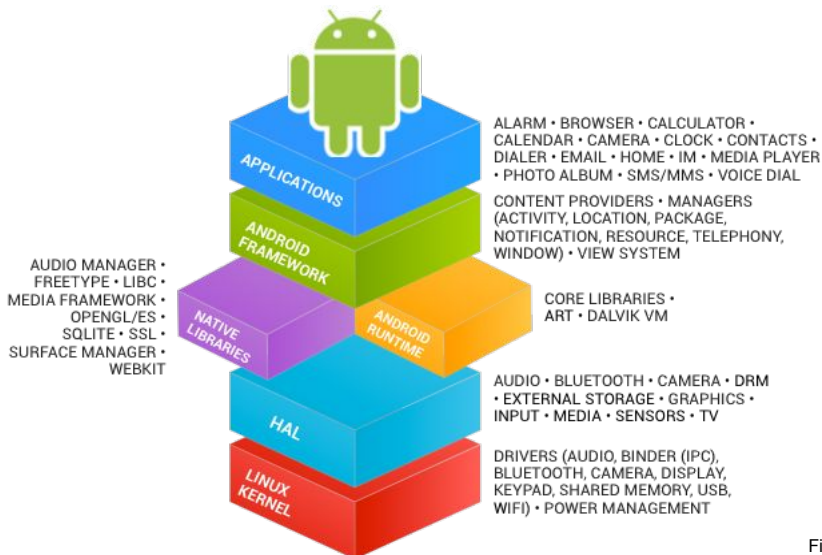 APPLICATIONS
ALARM • BROWSER • CALCULATOR •
CALENDAR • CAMERA • CLOCK • CONTACTS •
DIALER • EMAIL • HOME • IM • MEDIA PLAYER
• PHOTO ALBUM • SMS/MMS • VOICE DIAL
ANDROID
FRAMEWORK
CONTENT PROVIDERS • MANAGERS
(ACTIVITY, LOCATION, PACKAGE,
NOTIFICATION, RESOURCE, TELEPHONY,
WINDOW) • VIEW SYSTEM
AUDIO MANAGER •
FREETYPE • LIBC •
MEDIA FRAMEWORK •
OPENGL/ES •
SQLITE • SSL •
SURFACE MANAGER •
WEBKIT
NATIVE
LIBRARIES
ANDROID
RUNTIME
CORE LIBRARIES •
ART • DALVIK VM
HAL
AUDIO • BLUETOOTH • CAMERA • DRM
• EXTERNAL STORAGE • GRAPHICS •
INPUT • MEDIA • SENSORS • TV
LINUX
KERNEL
DRIVERS (AUDIO, BINDER (IPC),
BLUETOOTH, CAMERA, DISPLAY,
KEYPAD, SHARED MEMORY, USB,
WIFI) • POWER MANAGEMENT
Fi